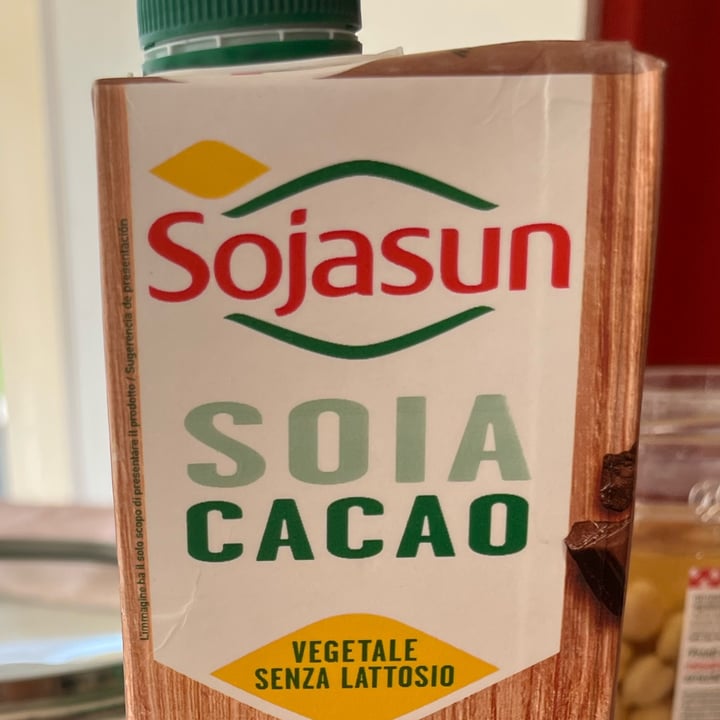 Sojasun
SOIA
CACAO
VEGETALE
SENZA LATTOSIO
L'immagine ha il solo scopo di presentare il prodotto / Sugerencia de presentación